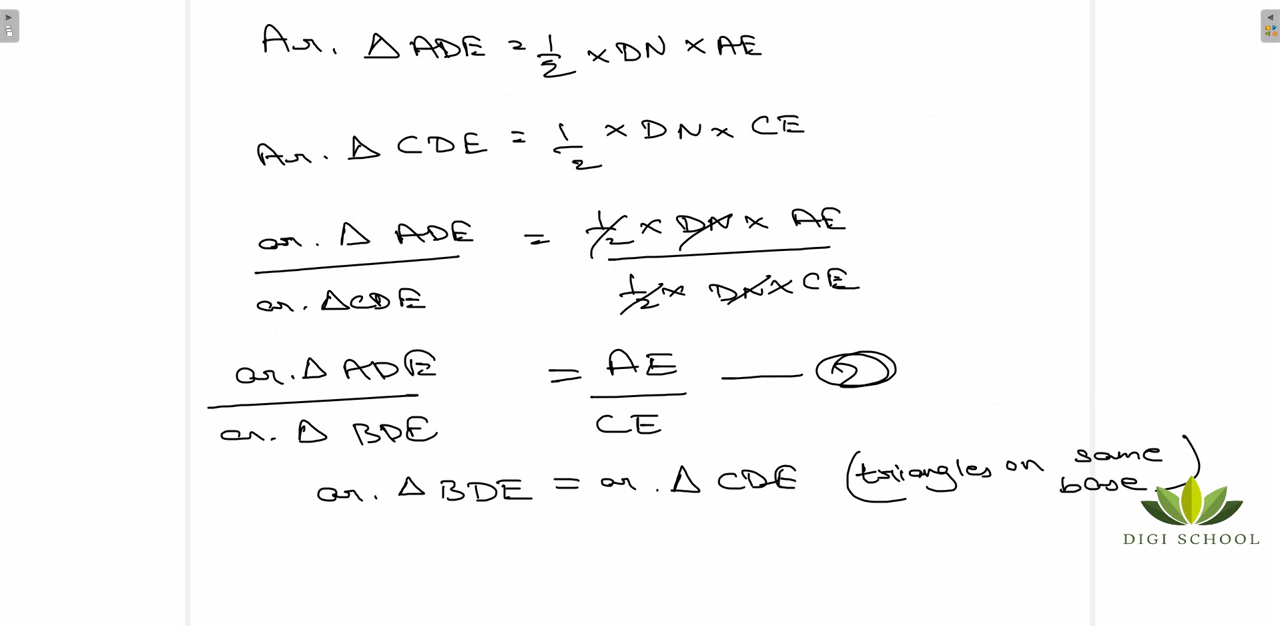 Ar. Δ ADE = 1/2 × DN × AE
Ar. Δ CDE = 1/2 × DN × CE
ar. Δ ADE / ar. Δ CDE = 1/2 × DN × AE / 1/2 × DN × CE
ar. Δ ADE / ar. Δ BDE = AE / CE — 2
ar. Δ BDE = ar. Δ CDE (triangles on same base)
DIGI SCHOOL